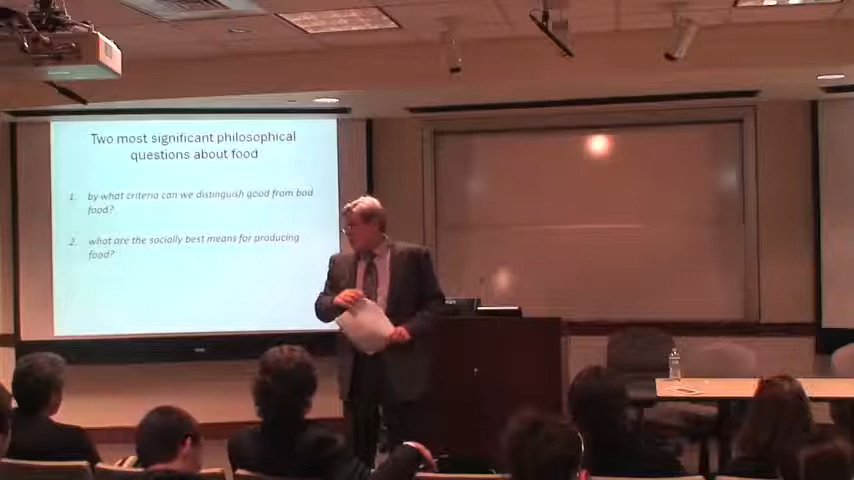 Two most significant philosophical
questions about food
1. by what criteria can we distinguish good from bad
food?
2. what are the socially best means for producing
food?